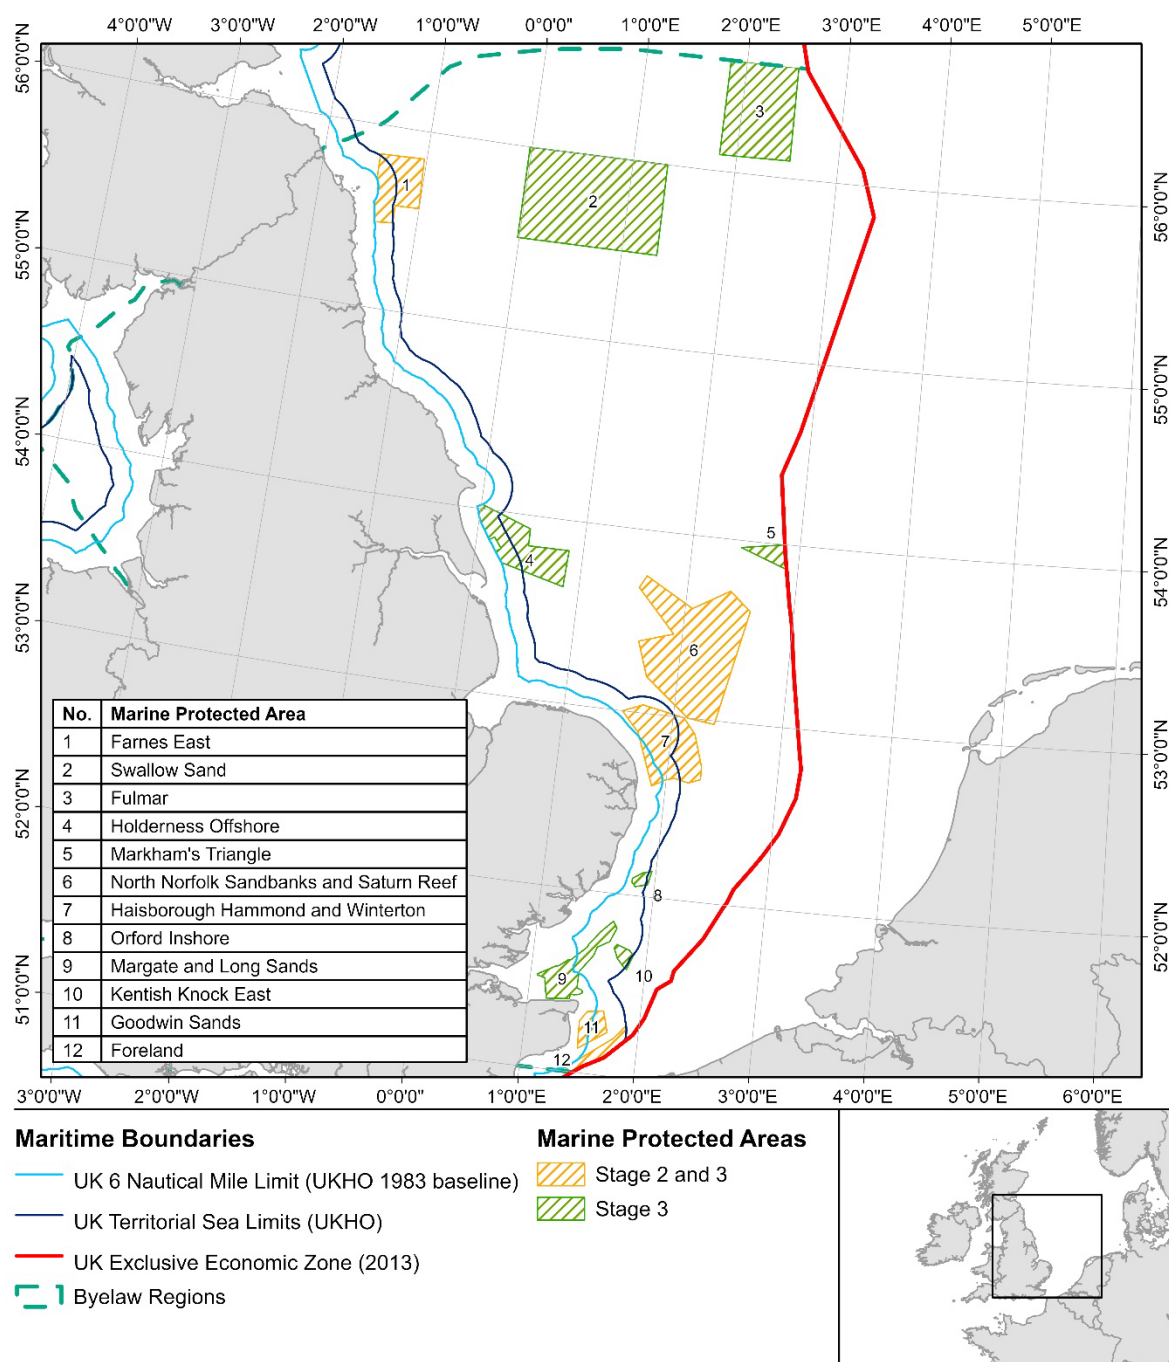 4°0'0"W 3°0'0"W 2°0'0"W 1°0'0"W 0°0'0" 1°0'0"E 2°0'0"E 3°0'0"E 4°0'0"E 5°0'0"E
56°0'0"N
55°0'0"N
54°0'0"N
53°0'0"N
52°0'0"N
51°0'0"N
56°0'0"N
55°0'0"N
54°0'0"N
53°0'0"N
52°0'0"N
3
1
2
5
4
6
7
8
9
10
11
12
No. Marine Protected Area
1 Farnes East
2 Swallow Sand
3 Fulmar
4 Holderness Offshore
5 Markham's Triangle
6 North Norfolk Sandbanks and Saturn Reef
7 Haisborough Hammond and Winterton
8 Orford Inshore
9 Margate and Long Sands
10 Kentish Knock East
11 Goodwin Sands
12 Foreland
3°0'0"W 2°0'0"W 1°0'0"W 0°0'0" 1°0'0"E 2°0'0"E 3°0'0"E 4°0'0"E 5°0'0"E 6°0'0"E
Maritime Boundaries
UK 6 Nautical Mile Limit (UKHO 1983 baseline)
UK Territorial Sea Limits (UKHO)
UK Exclusive Economic Zone (2013)
Byelaw Regions
Marine Protected Areas
Stage 2 and 3
Stage 3